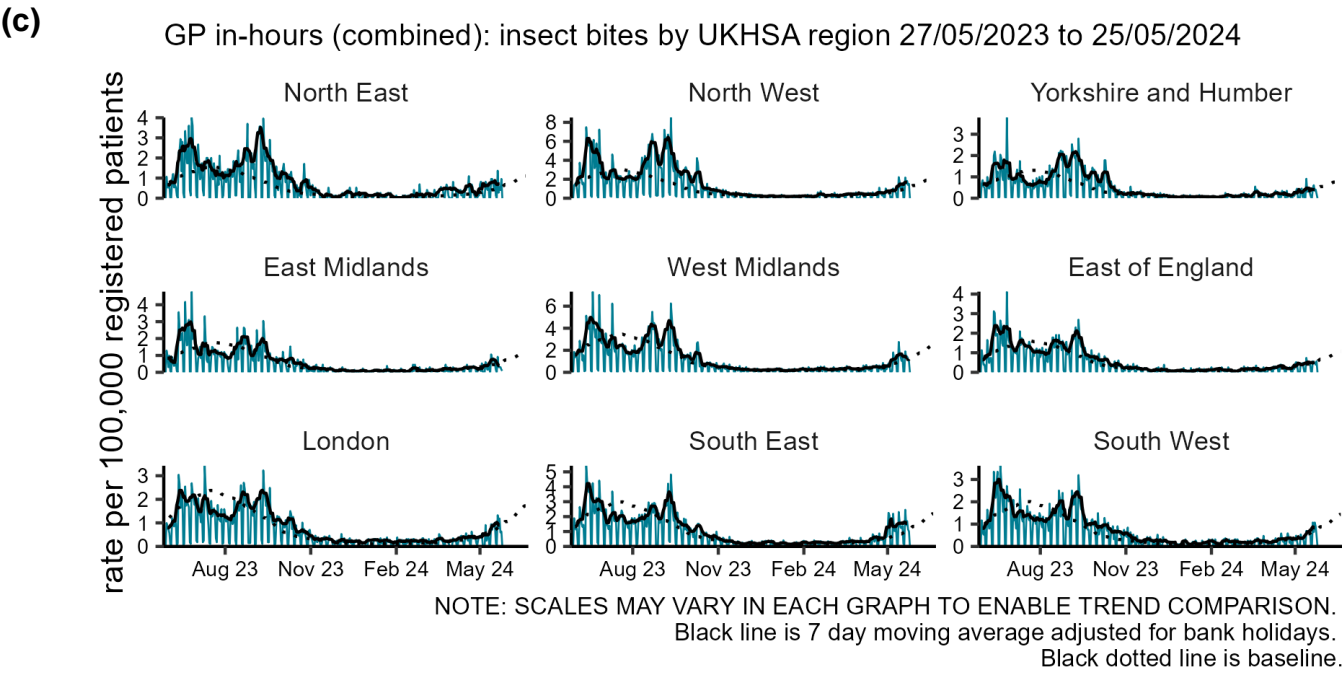 (c)
GP in-hours (combined): insect bites by UKHSA region 27/05/2023 to 25/05/2024
rate per 100,000 registered patients
North East
4
3
2
1
0
North West
8
6
4
2
0
Yorkshire and Humber
3
2
1
0
East Midlands
4
3
2
1
0
West Midlands
6
4
2
0
East of England
4
3
2
1
0
London
3
2
1
0
Aug 23 Nov 23 Feb 24 May 24
South East
5
4
3
2
2
1
0
Aug 23 Nov 23 Feb 24 May 24
South West
3
2
1
0
Aug 23 Nov 23 Feb 24 May 24
NOTE: SCALES MAY VARY IN EACH GRAPH TO ENABLE TREND COMPARISON.
Black line is 7 day moving average adjusted for bank holidays.
Black dotted line is baseline.